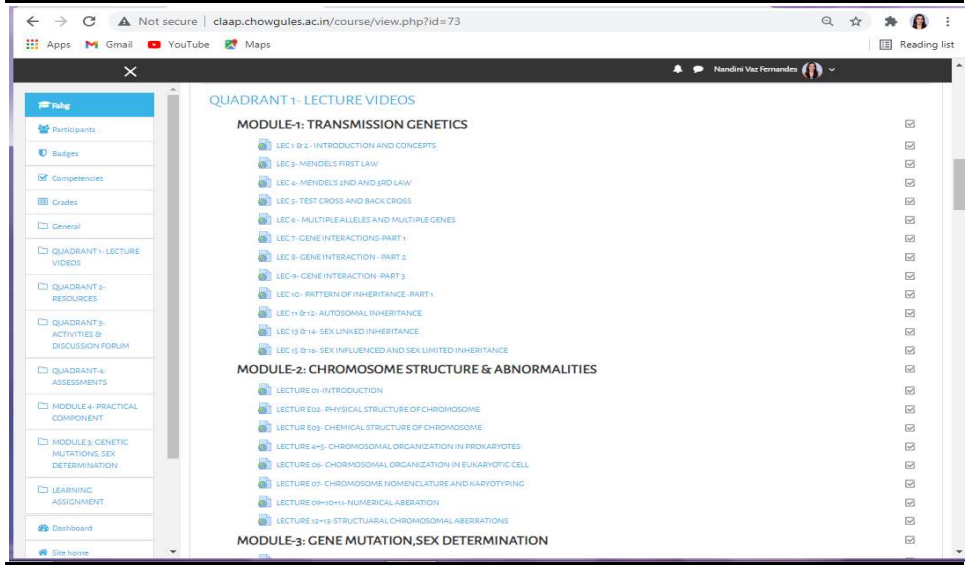 Not secure | claap.chowgules.ac.in/course/view.php?id=73
Apps Gmail YouTube Maps Reading list
Nandini Vaz Fernandes
Fshg
Participants
Badges
Competencies
Grades
General
QUADRANT 1- LECTURE
VIDEOS
QUADRANT 2-
RESOURCES
QUADRANT 3-
ACTIVITIES &
DISCUSSION FORUM
QUADRANT-4:
ASSESSMENTS
MODULE 4- PRACTICAL
COMPONENT
MODULE 3: GENETIC
MUTATIONS, SEX
DETERMINATION
LEARNING
ASSIGNMENT
Dashboard
Site home
QUADRANT 1- LECTURE VIDEOS
MODULE-1: TRANSMISSION GENETICS
LEC 1 & 2 - INTRODUCTION AND CONCEPTS
LEC 3- MENDEL'S FIRST LAW
LEC 4- MENDEL'S 2ND AND 3RD LAW
LEC 5- TEST CROSS AND BACK CROSS
LEC 6 - MULTIPLE ALLELES AND MULTIPLE GENES
LEC 7- GENE INTERACTIONS-PART 1
LEC 8- GENE INTERACTION - PART 2
LEC-9- GENE INTERACTION -PART 3
LEC 10 - PATTERN OF INHERITANCE -PART 1
LEC 11 & 12- AUTOSOMAL INHERITANCE
LEC 13 & 14- SEX LINKED INHERITANCE
LEC 15 & 16- SEX INFLUENCED AND SEX LIMITED INHERITANCE
MODULE-2: CHROMOSOME STRUCTURE & ABNORMALITIES
LECTURE 01-INTRODUCTION
LECTUR E02- PHYSICAL STRUCTURE OF CHROMOSOME
LECTUR E03- CHEMICAL STRUCTURE OF CHROMOSOME
LECTURE 4+5- CHROMOSOMAL ORGANIZATION IN PROKARYOTES
LECTURE 06- CHORMOSOMAL ORGANIZATION IN EUKARYOTIC CELL
LECTURE 07- CHROMOSOME NOMENCLATURE AND KARYOTYPING
LECTURE 09+10+11-NUMERICAL ABERATION
LECTURE 12+13-STRUCTUARAL CHROMOSOMAL ABERRATIONS
MODULE-3: GENE MUTATION,SEX DETERMINATION